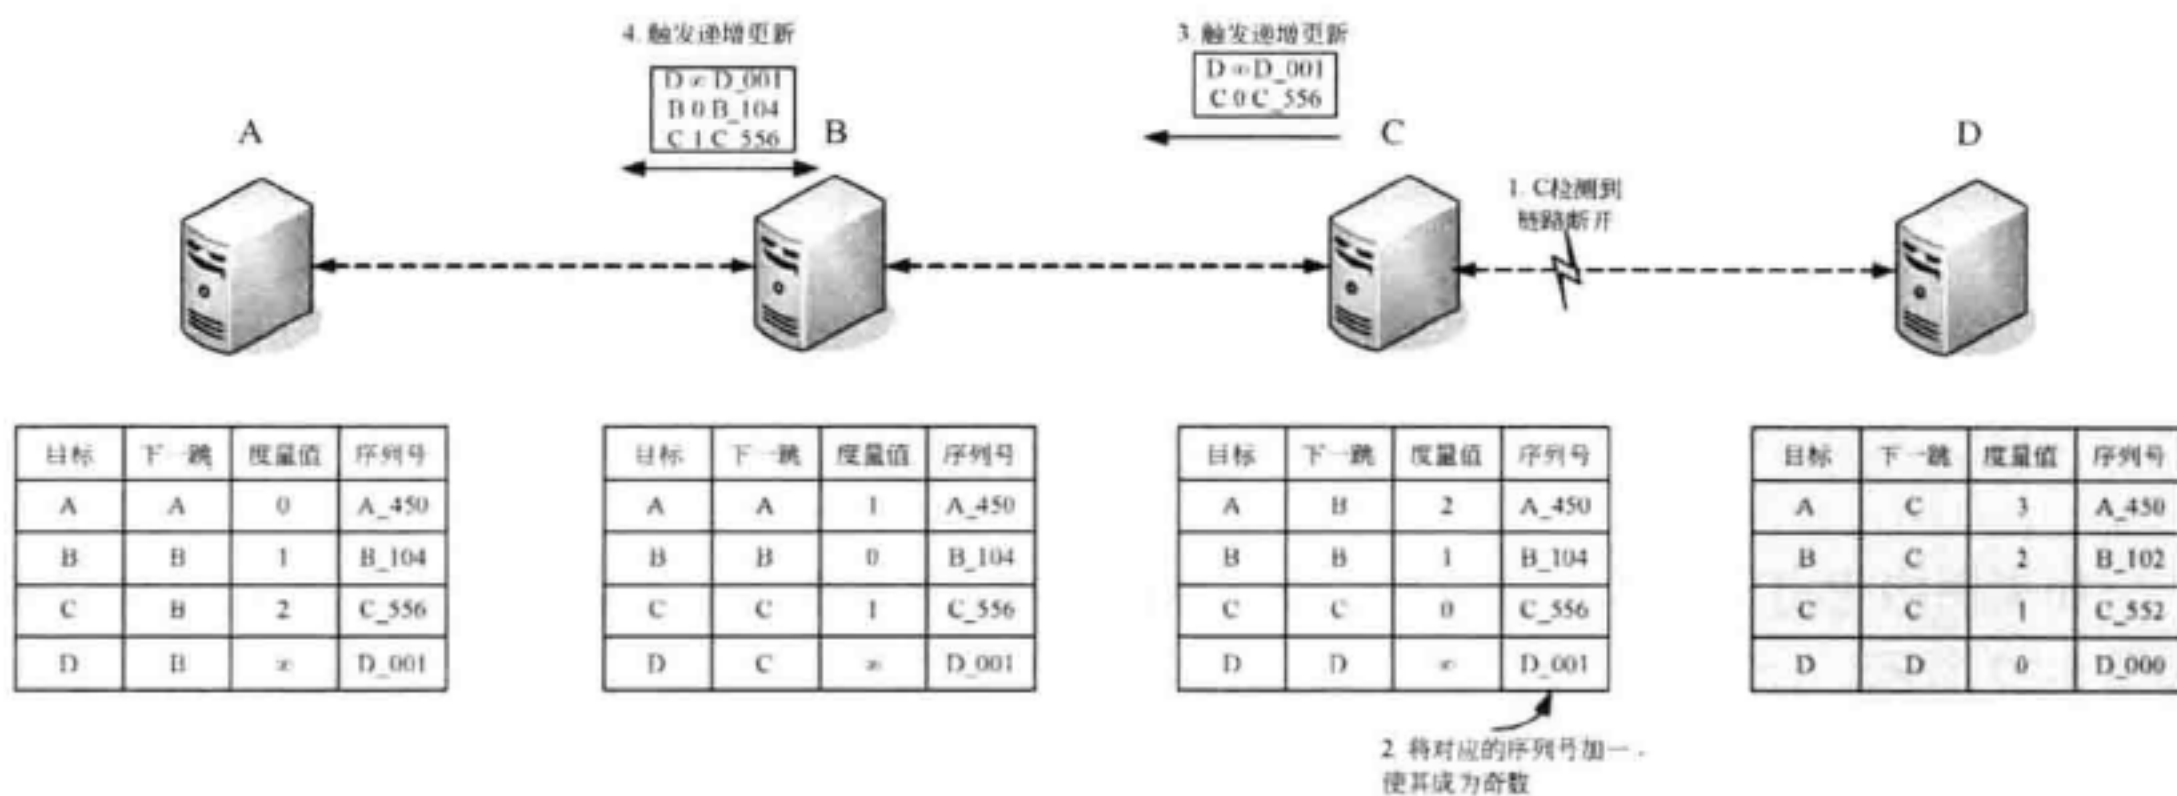 4. 触发递增更新
D ∞ D_001
B 0 B_104
C 1 C_556
3. 触发递增更新
D ∞ D_001
C 0 C_556
A
B
C
D
1. C检测到
链路断开
目标 下一跳 度量值 序列号
A A 0 A_450
B B 1 B_104
C B 2 C_556
D B ∞ D_001
目标 下一跳 度量值 序列号
A A 1 A_450
B B 0 B_104
C C 1 C_556
D C ∞ D_001
目标 下一跳 度量值 序列号
A B 2 A_450
B B 1 B_104
C C 0 C_556
D D ∞ D_001
目标 下一跳 度量值 序列号
A C 3 A_450
B C 2 B_102
C C 1 C_552
D D 0 D_000
2. 将对应的序列号加一，
使其成为奇数